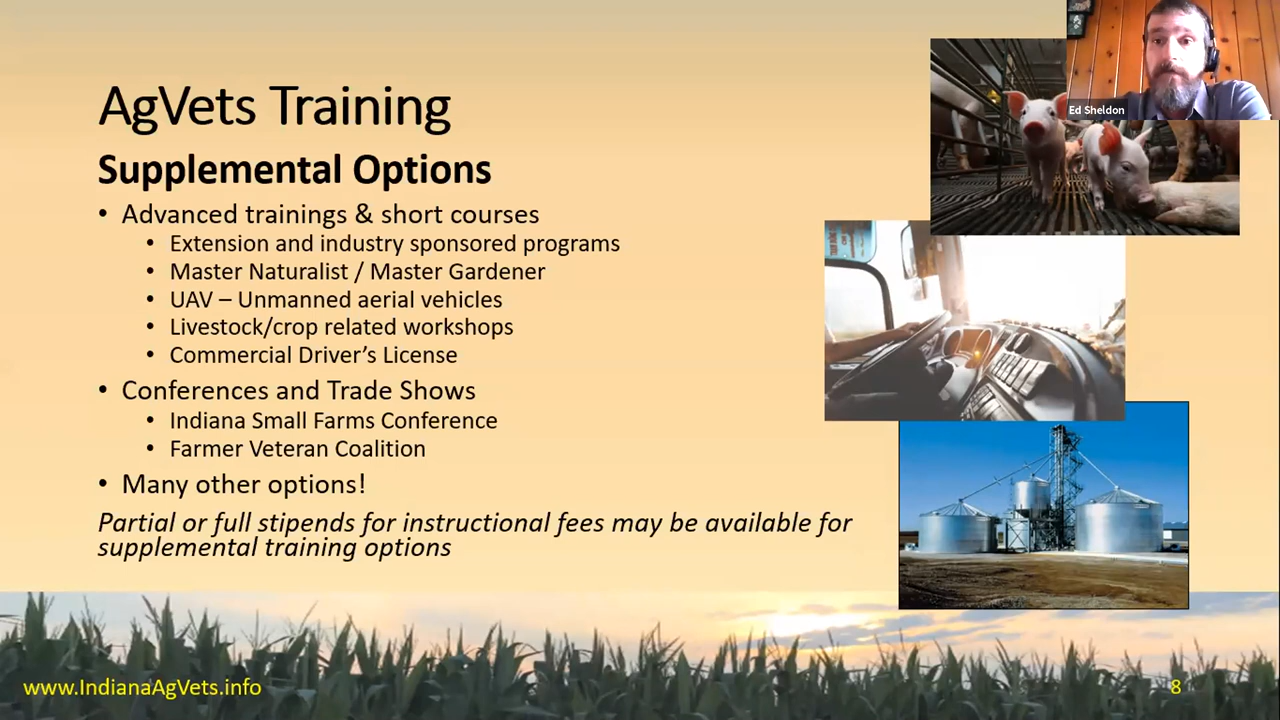 AgVets Training
Supplemental Options
• Advanced trainings & short courses
• Extension and industry sponsored programs
• Master Naturalist / Master Gardener
• UAV – Unmanned aerial vehicles
• Livestock/crop related workshops
• Commercial Driver’s License
• Conferences and Trade Shows
• Indiana Small Farms Conference
• Farmer Veteran Coalition
• Many other options!
Partial or full stipends for instructional fees may be available for
supplemental training options
www.IndianaAgVets.info
8
Ed Sheldon